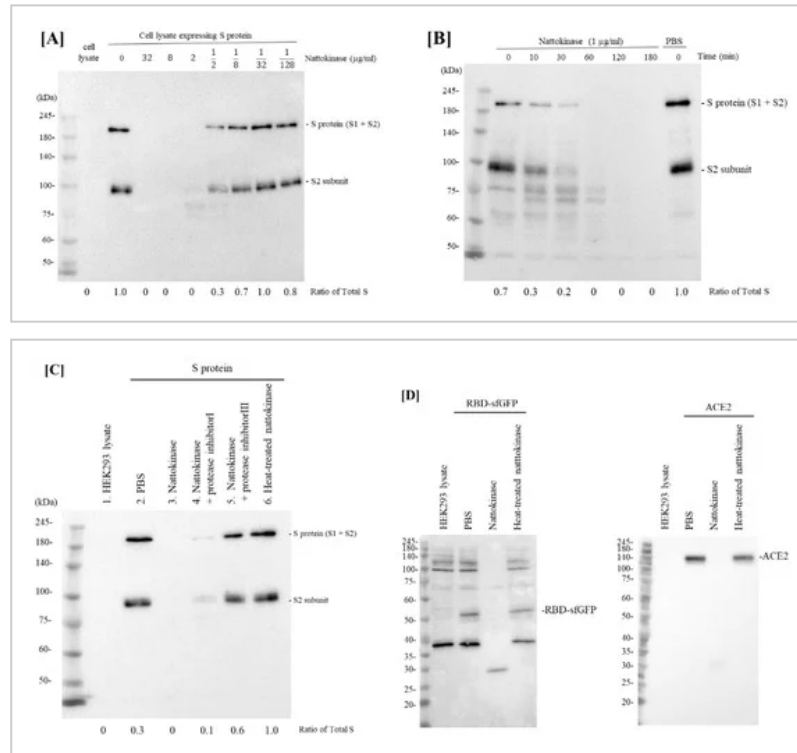 [A]
Cell lysate expressing S protein
cell lysate 0 32 8 2 1/2 1/8 1/32 1/128 Nattokinase (μg/ml)
(kDa)
245-
180-
140-
100-
75-
60-
50-
- S protein (S1 + S2)
- S2 subunit
0 1.0 0 0 0 0.3 0.7 1.0 0.8 Ratio of Total S
[B]
Nattokinase (1 μg/ml) PBS
0 10 30 60 120 180 0 Time (min)
(kDa)
245-
180-
140-
100-
75-
60-
50-
- S protein (S1 + S2)
- S2 subunit
0.7 0.3 0.2 0 0 0 1.0 Ratio of Total S
[C]
S protein
1. HEK293 lysate
2. PBS
3. Nattokinase
4. Nattokinase
+ protease inhibitorI
5. Nattokinase
+ protease inhibitorIII
6. Heat-treated nattokinase
(kDa)
245-
180-
140-
100-
75-
60-
50-
- S protein (S1 + S2)
- S2 subunit
0 0.3 0 0.1 0.6 1.0 Ratio of Total S
[D]
RBD-sfGFP
HEK293 lysate
PBS
Nattokinase
Heat-treated natttokinase
245-
180-
140-
100-
75-
60-
50-
40-
30-
25-
20-
-RBD-sfGFP
ACE2
HEK293 lysate
PBS
Nattokinase
Heat-treated natttokinase
245-
180-
140-
100-
75-
60-
50-
40-
30-
25-
20-
-ACE2